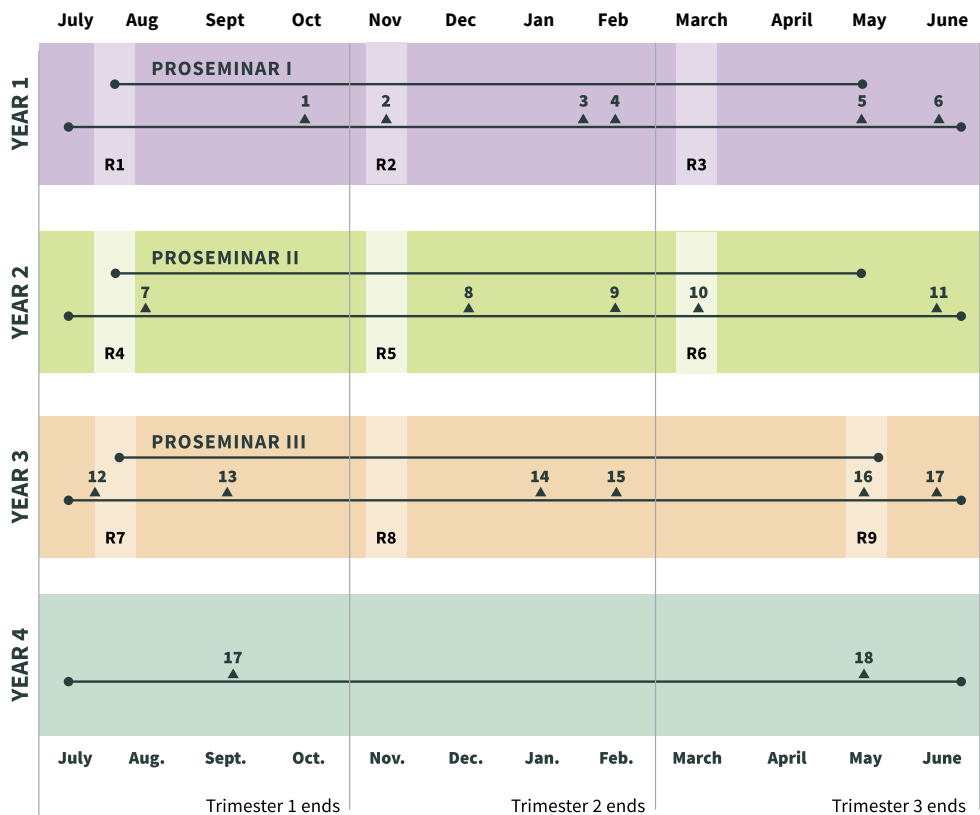 July Aug Sept Oct Nov Dec Jan Feb March April May June
YEAR 1
PROSEMINAR I
1 2 3 4 5 6
R1 R2 R3
YEAR 2
PROSEMINAR II
7 8 9 10 11
R4 R5 R6
YEAR 3
PROSEMINAR III
12 13 14 15 16 17
R7 R8 R9
YEAR 4
17 18
July Aug. Sept. Oct. Nov. Dec. Jan. Feb. March April May June
Trimester 1 ends Trimester 2 ends Trimester 3 ends